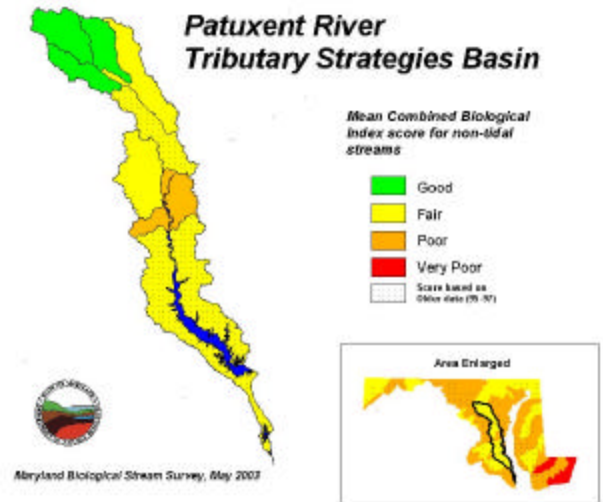 Patuxent River
Tributary Strategies Basin
Mean Combined Biological
Index score for non-tidal
streams
Good
Fair
Poor
Very Poor
Score based on
Older data (95-97)
Area Enlarged
Maryland Biological Stream Survey, May 2003